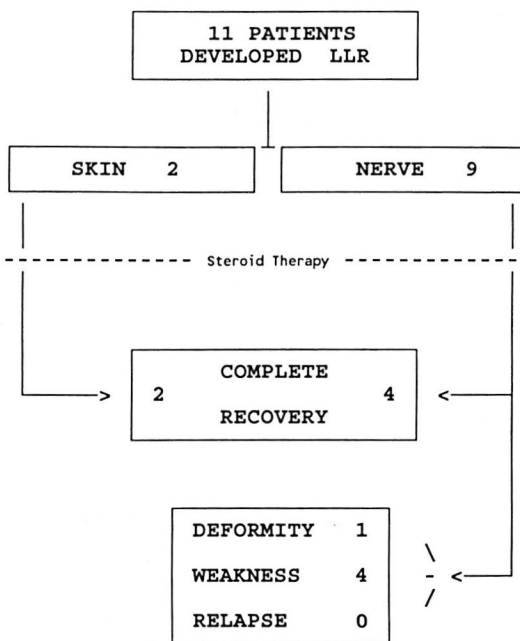 11 PATIENTS
DEVELOPED LLR
SKIN 2
NERVE 9
Steroid Therapy
COMPLETE
2 4
RECOVERY
DEFORMITY 1
WEAKNESS 4
RELAPSE 0